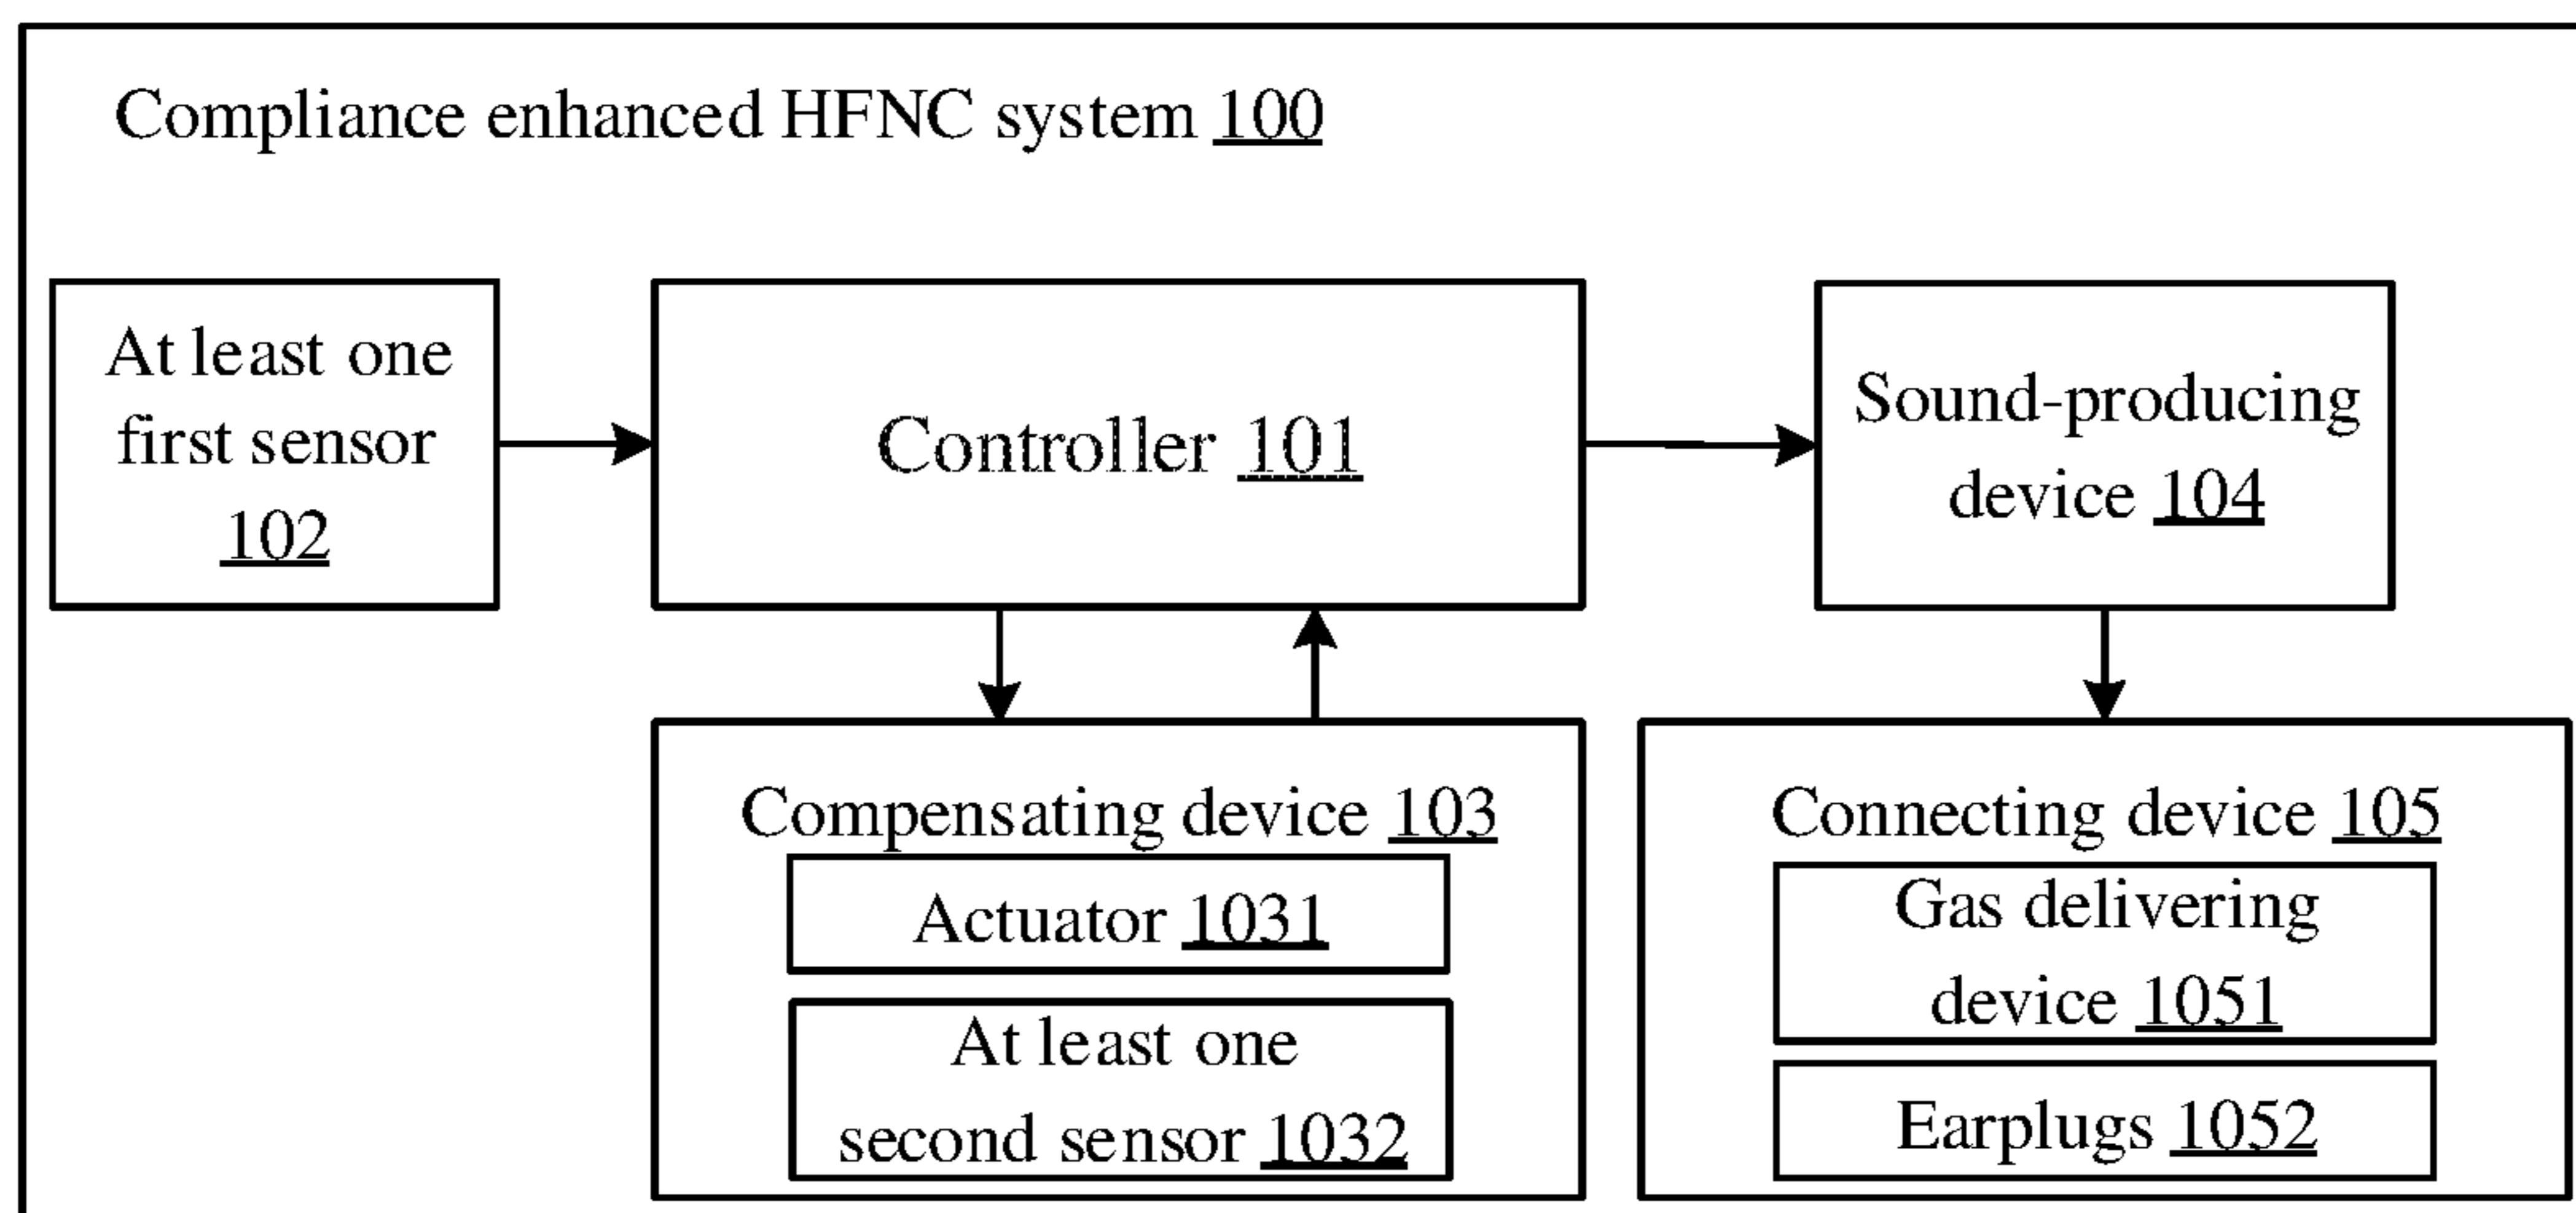 Compliance enhanced HFNC system 100
At least one
first sensor
102
Controller 101
Sound-producing
device 104
Compensating device 103
Actuator 1031
At least one
second sensor 1032
Connecting device 105
Gas delivering
device 1051
Earplugs 1052